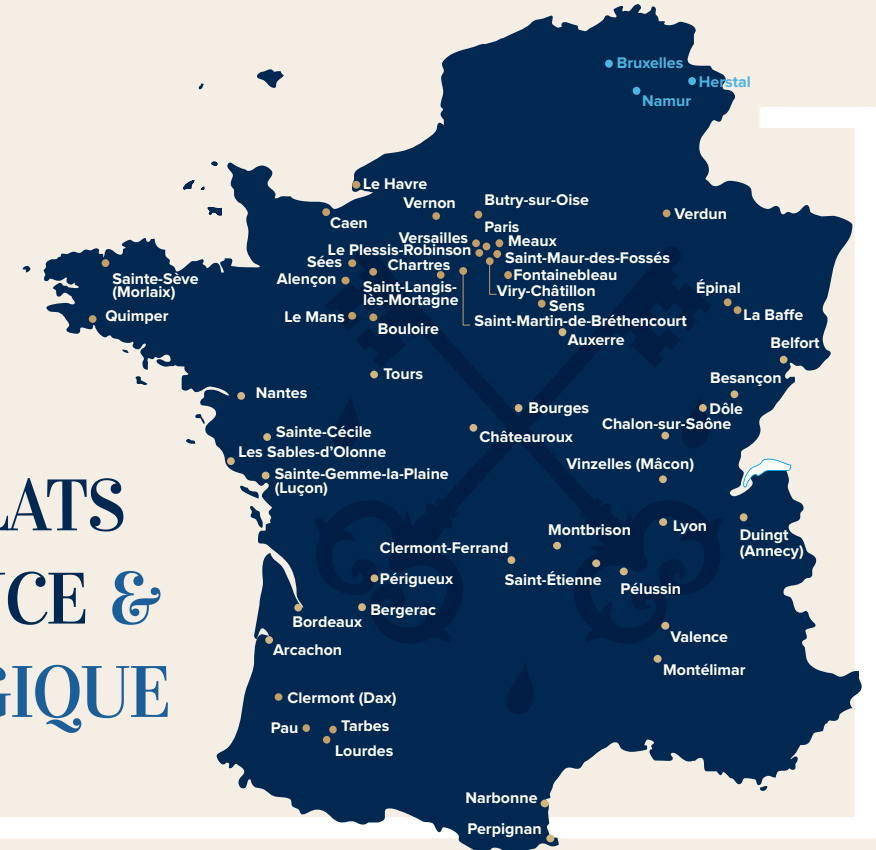 Bruxelles
Herstal
Namur
Le Havre
Vernon
Butry-sur-Oise
Verdun
Caen
Paris
Versailles
Meaux
Le Plessis-Robinson
Saint-Maur-des-Fossés
Sées
Chartres
Fontainebleau
Sainte-Sève
(Morlaix)
Alençon
Saint-Langis-
lès-Mortagne
Viry-Châtillon
Épinal
Sens
Quimper
Le Mans
La Baffe
Saint-Martin-de-Bréthencourt
Bouloire
Auxerre
Belfort
Tours
Besançon
Nantes
Bourges
Dôle
Chalon-sur-Saône
Sainte-Cécile
Châteauroux
Les Sables-d’Olonne
Vinzelles (Mâcon)
Sainte-Gemme-la-Plaine
(Luçon)
LATS
Lyon
Montbrison
Duingt
(Annecy)
Clermont-Ferrand
Périgueux
Saint-Étienne
Pélussin
NCE &
Bergerac
Bordeaux
Valence
Arcachon
Montélimar
GIQUE
Clermont (Dax)
Pau
Tarbes
Lourdes
Narbonne
Perpignan